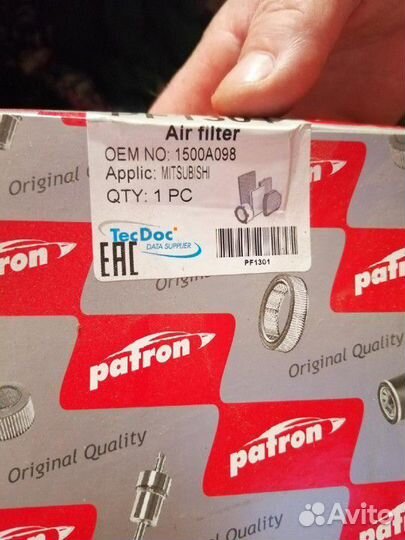 Air filter
OEM NO: 1500A098
Applic: MITSUBISHI
QTY: 1 PC
TecDoc
DATA SUPPLIER
EAC
PF1301
Original
patron
patron
patron
Original Quality
Original Quality
Original Quality
patron
Original Quality
patron
Avito